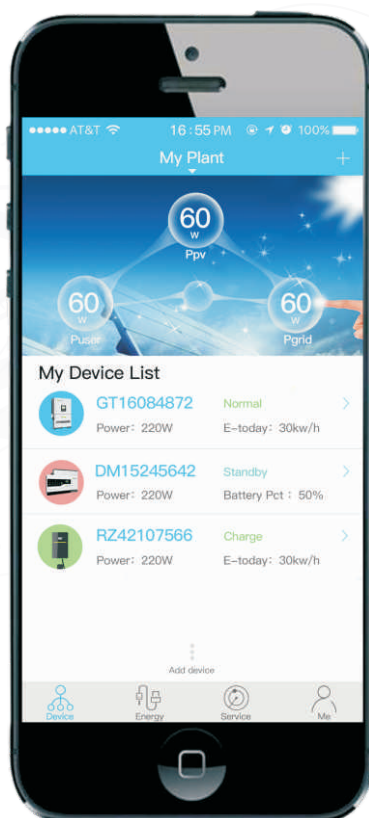 AT&T 16:55 PM 100%
My Plant +
60
w
Ppv
60
w
Puser
60
w
Pgrid
My Device List
GT16084872 Normal
Power: 220W E-today: 30kw/h
DM15245642 Standby
Power: 220W Battery Pct : 50%
RZ42107566 Charge
Power: 220W E-today: 30kw/h
Add device
Device Energy Service Me